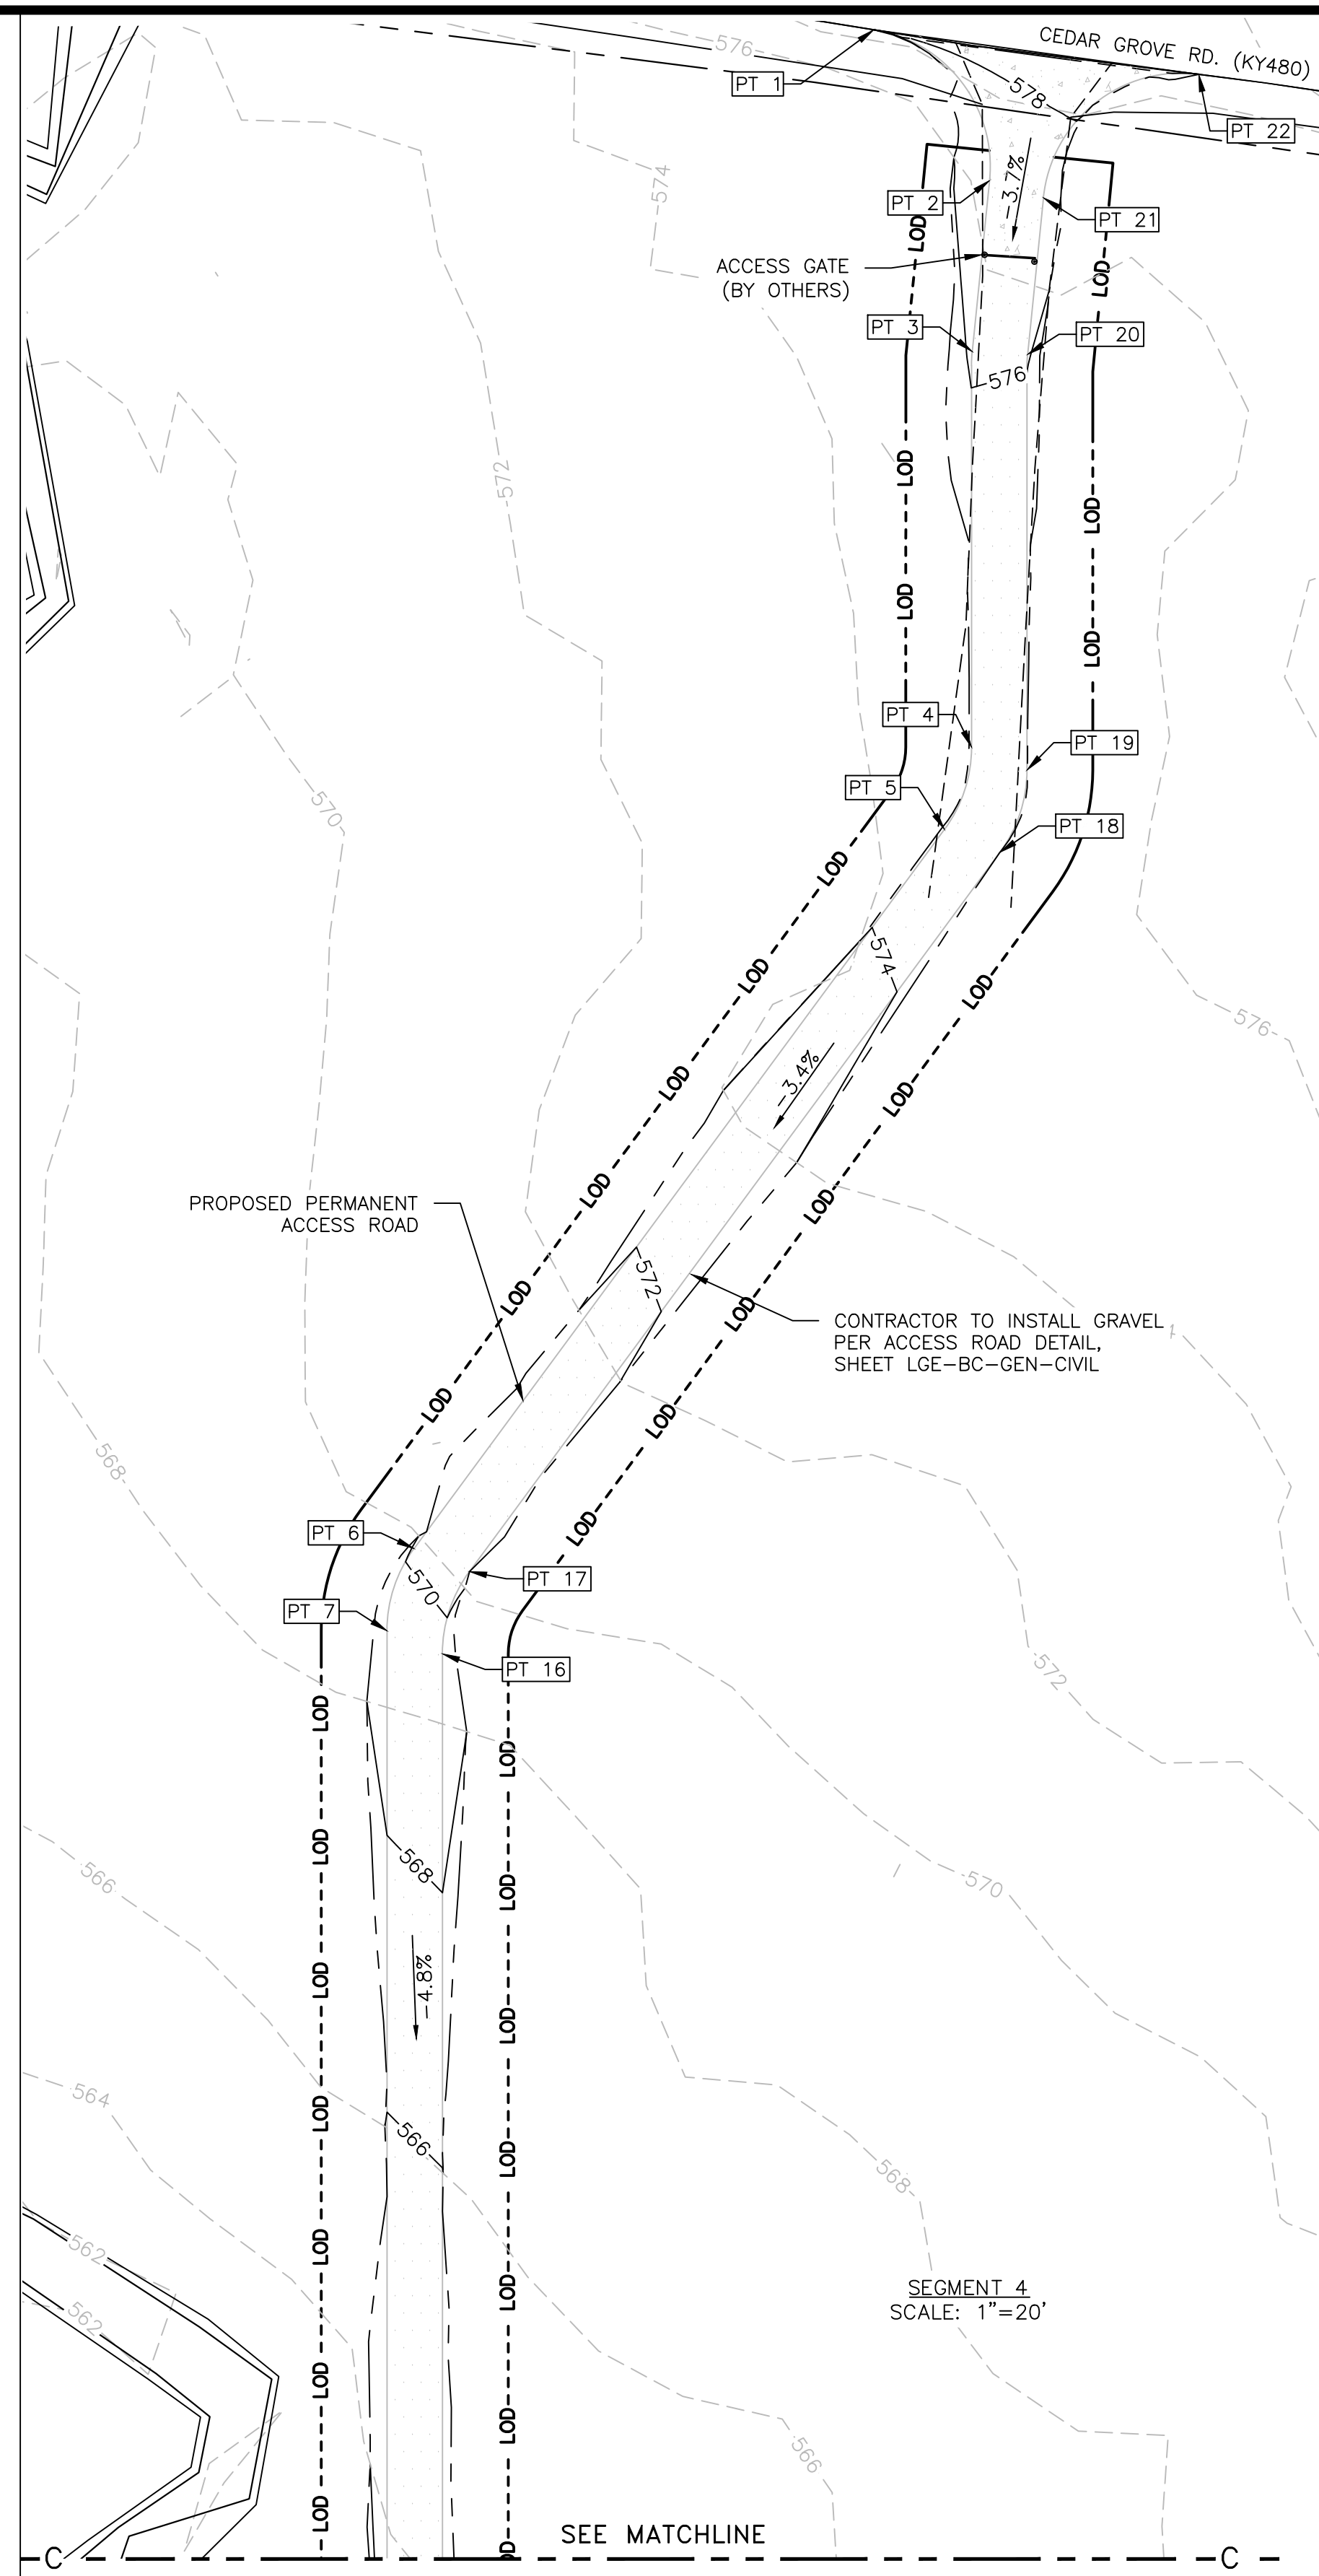 CEDAR GROVE RD. (KY480)
576
PT 1
578
PT 22
574
-3.7%
PT 2
PT 21
LOD
ACCESS GATE
(BY OTHERS)
LOD
PT 3
PT 20
576
572
LOD
LOD
LOD
LOD
PT 4
PT 19
PT 5
570
PT 18
LOD
574
LOD
LOD
576
-3.4%
LOD
LOD
LOD
PROPOSED PERMANENT
ACCESS ROAD
LOD
572
LOD
LOD
CONTRACTOR TO INSTALL GRAVEL
PER ACCESS ROAD DETAIL,
SHEET LGE-BC-GEN-CIVIL
LOD
LOD
568
PT 6
LOD
PT 17
570
PT 7
PT 16
572
LOD
LOD
LOD
568
566
570
LOD
LOD
-4.8%
LOD
564
LOD
566
LOD
568
562
LOD
LOD
SEGMENT 4
SCALE: 1"=20'
562
LOD
LOD
566
LOD
SEE MATCHLINE
C
C